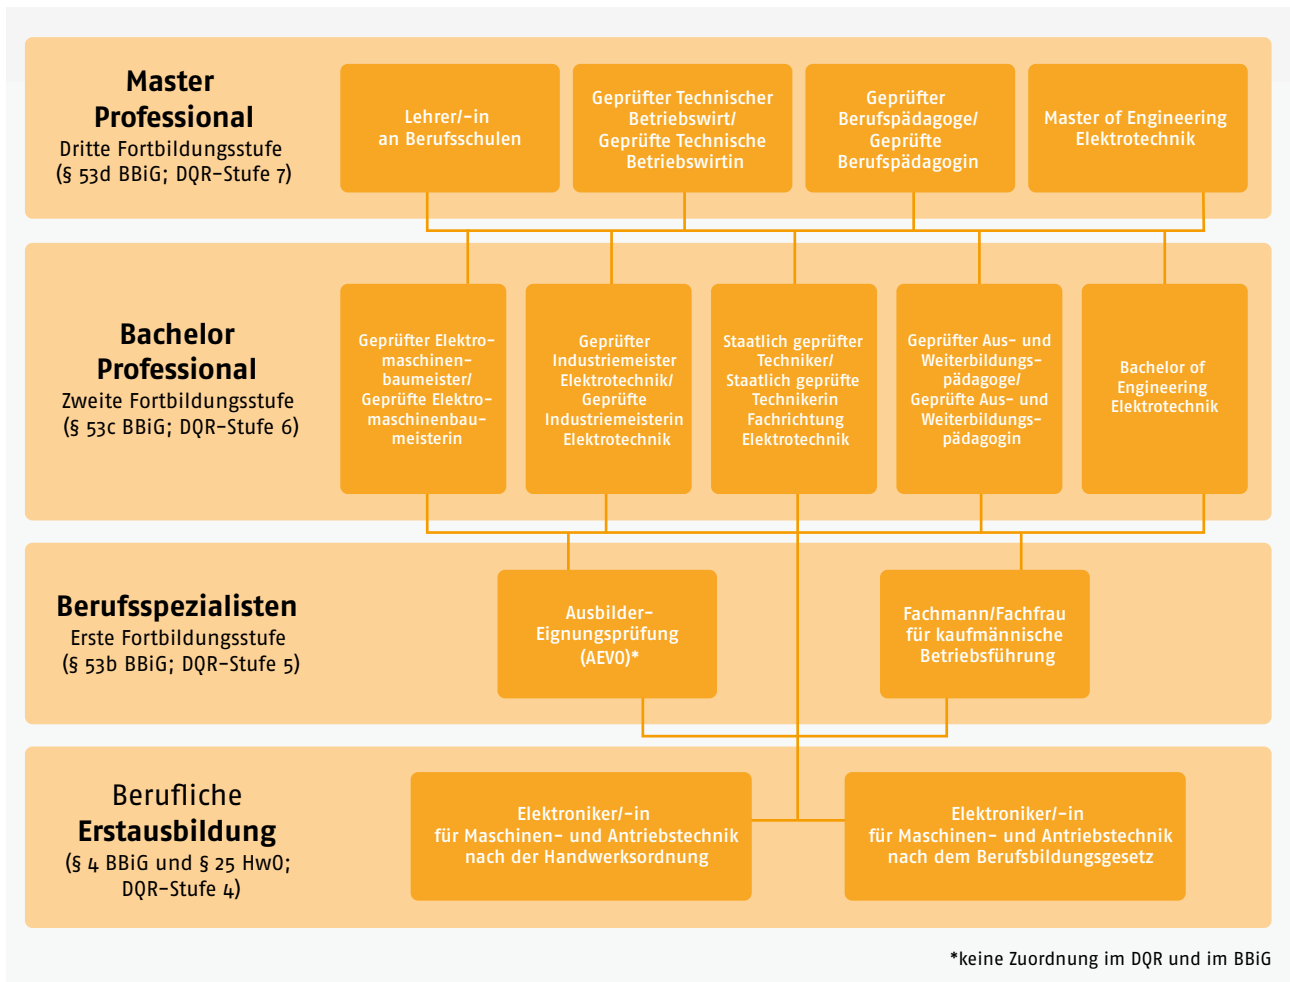 Master
Professional
Dritte Fortbildungsstufe
(§ 53d BBiG; DQR-Stufe 7)
Lehrer/-in
an Berufsschulen
Geprüfter Technischer
Betriebswirt/
Geprüfte Technische
Betriebswirtin
Geprüfter
Berufspädagoge/
Geprüfte
Berufspädagogin
Master of Engineering
Elektrotechnik
Bachelor
Professional
Zweite Fortbildungsstufe
(§ 53c BBiG; DQR-Stufe 6)
Geprüfter Elektro-
maschinen-
baumeister/
Geprüfte Elektro-
maschinenbau-
meisterin
Geprüfter
Industriemeister
Elektrotechnik/
Geprüfte
Industriemeisterin
Elektrotechnik
Staatlich geprüfter
Techniker/
Staatlich geprüfte
Technikerin
Fachrichtung
Elektrotechnik
Geprüfter Aus- und
Weiterbildungs-
pädagoge/
Geprüfte Aus- und
Weiterbildungs-
pädagogin
Bachelor of
Engineering
Elektrotechnik
Berufsspezialisten
Erste Fortbildungsstufe
(§ 53b BBiG; DQR-Stufe 5)
Ausbilder-
Eignungsprüfung
(AEVO)*
Fachmann/Fachfrau
für kaufmännische
Betriebsführung
Berufliche
Erstausbildung
(§ 4 BBiG und § 25 HwO;
DQR-Stufe 4)
Elektroniker/-in
für Maschinen- und Antriebstechnik
nach der Handwerksordnung
Elektroniker/-in
für Maschinen- und Antriebstechnik
nach dem Berufsbildungsgesetz
*keine Zuordnung im DQR und im BBiG